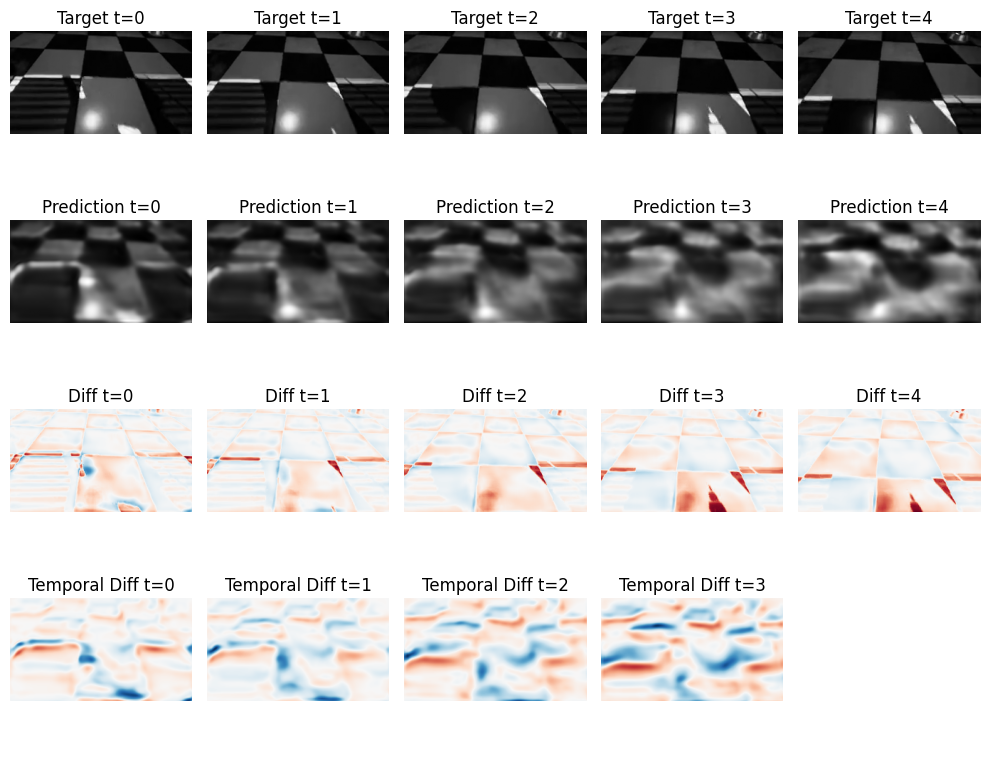 Target t=0 Target t=1 Target t=2 Target t=3 Target t=4
Prediction t=0 Prediction t=1 Prediction t=2 Prediction t=3 Prediction t=4
Diff t=0 Diff t=1 Diff t=2 Diff t=3 Diff t=4
Temporal Diff t=0 Temporal Diff t=1 Temporal Diff t=2 Temporal Diff t=3